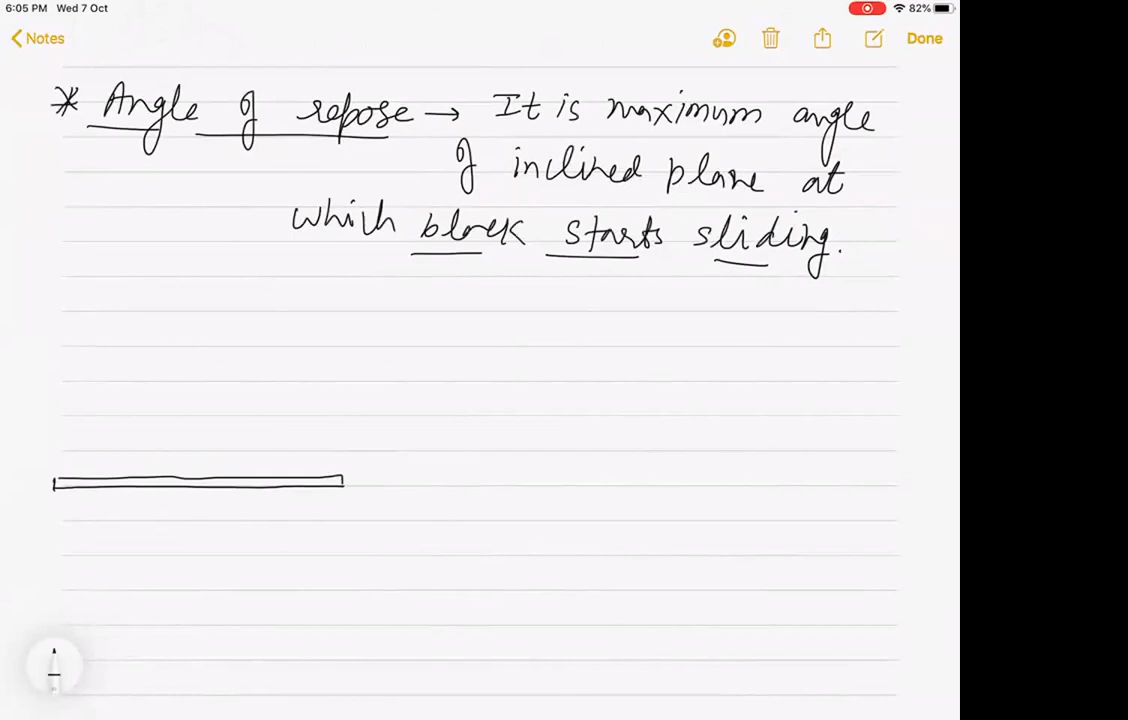 6:05 PM Wed 7 Oct
82%
Notes
Done
* Angle of repose → It is maximum angle
of inclined plane at
which block starts sliding.